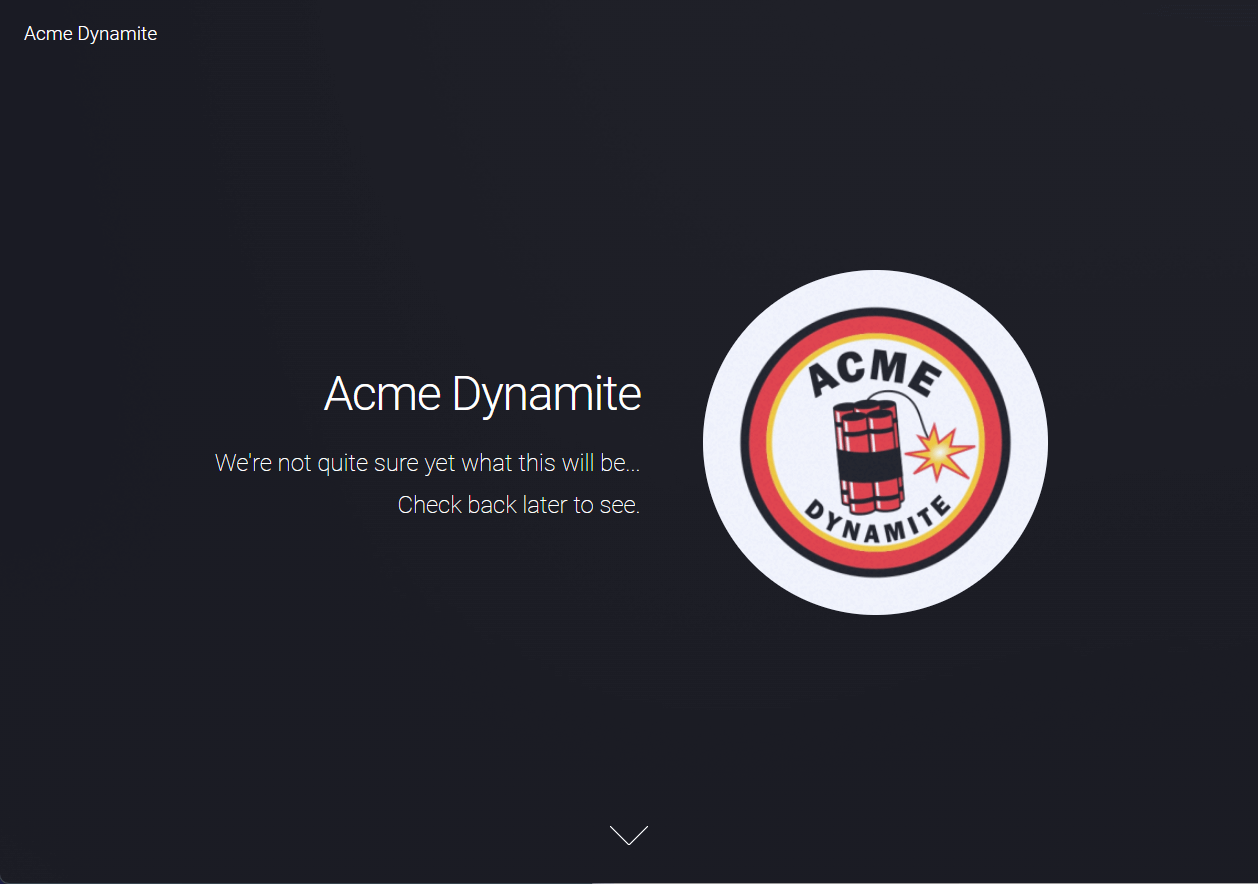 Acme Dynamite
Acme Dynamite
We're not quite sure yet what this will be...
Check back later to see.
ACME
DYNAMITE